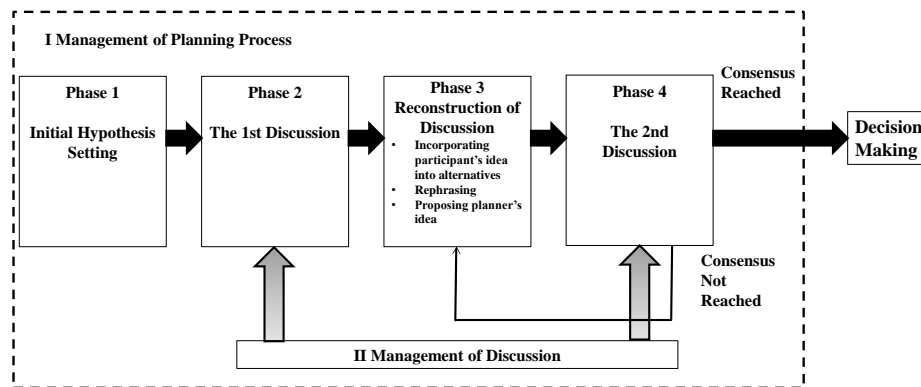 I Management of Planning Process
Phase 1
Initial Hypothesis
Setting
Phase 2
The 1st Discussion
Phase 3
Reconstruction of
Discussion
• Incorporating
participant's idea
into alternatives
• Rephrasing
• Proposing planner's
idea
Phase 4
The 2nd
Discussion
Consensus
Reached
Decision
Making
Consensus
Not
Reached
II Management of Discussion